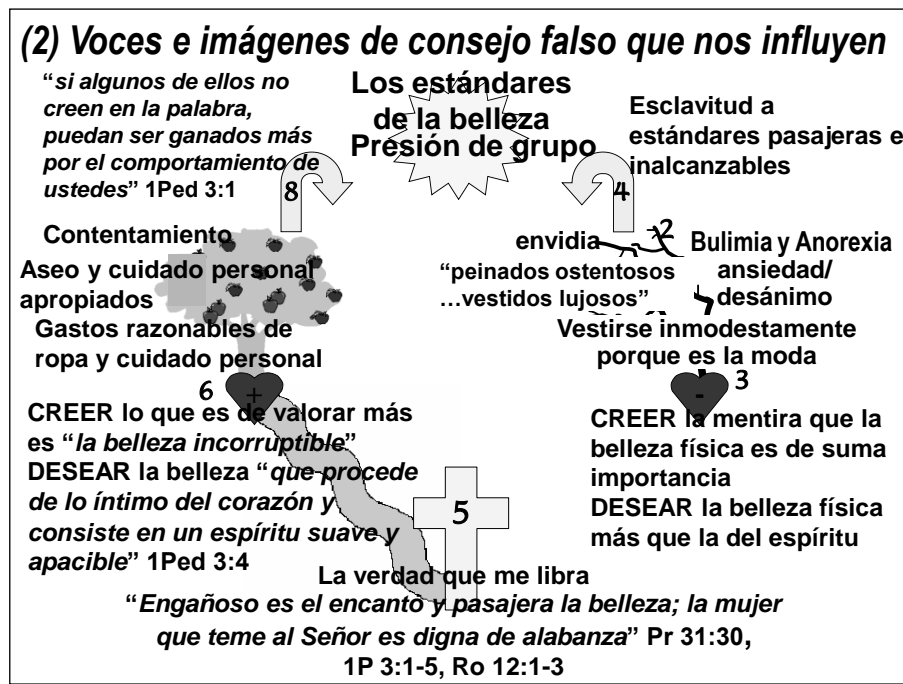 (2) Voces e imágenes de consejo falso que nos influyen
“si algunos de ellos no
creen en la palabra,
puedan ser ganados más
por el comportamiento de
ustedes” 1Ped 3:1
Los estándares
de la belleza
Presión de grupo
Esclavitud a
estándares pasajeras e
inalcanzables
8
4
Contentamiento
Aseo y cuidado personal
apropiados
Gastos razonables de
ropa y cuidado personal
envidia
2
Bulimia y Anorexia
“peinados ostentosos
…vestidos lujosos”
ansiedad/
desánimo
Vestirse inmodestamente
porque es la moda
6
+
3
-
CREER lo que es de valorar más
es “la belleza incorruptible”
DESEAR la belleza “que procede
de lo íntimo del corazón y
consiste en un espíritu suave y
apacible” 1Ped 3:4
5
CREER la mentira que la
belleza física es de suma
importancia
DESEAR la belleza física
más que la del espíritu
La verdad que me libra
“Engañoso es el encanto y pasajera la belleza; la mujer
que teme al Señor es digna de alabanza” Pr 31:30,
1P 3:1-5, Ro 12:1-3